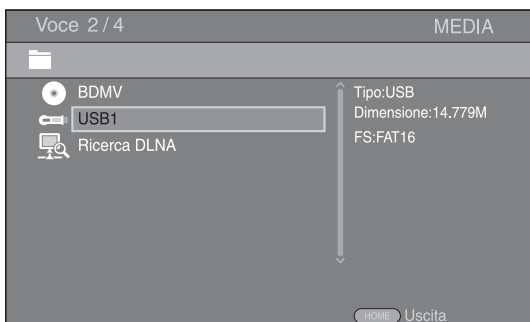 Voce 2/4 MEDIA
BDMV
USB1
Ricerca DLNA
Tipo:USB
Dimensione:14.779M
FS:FAT16
HOME Uscita